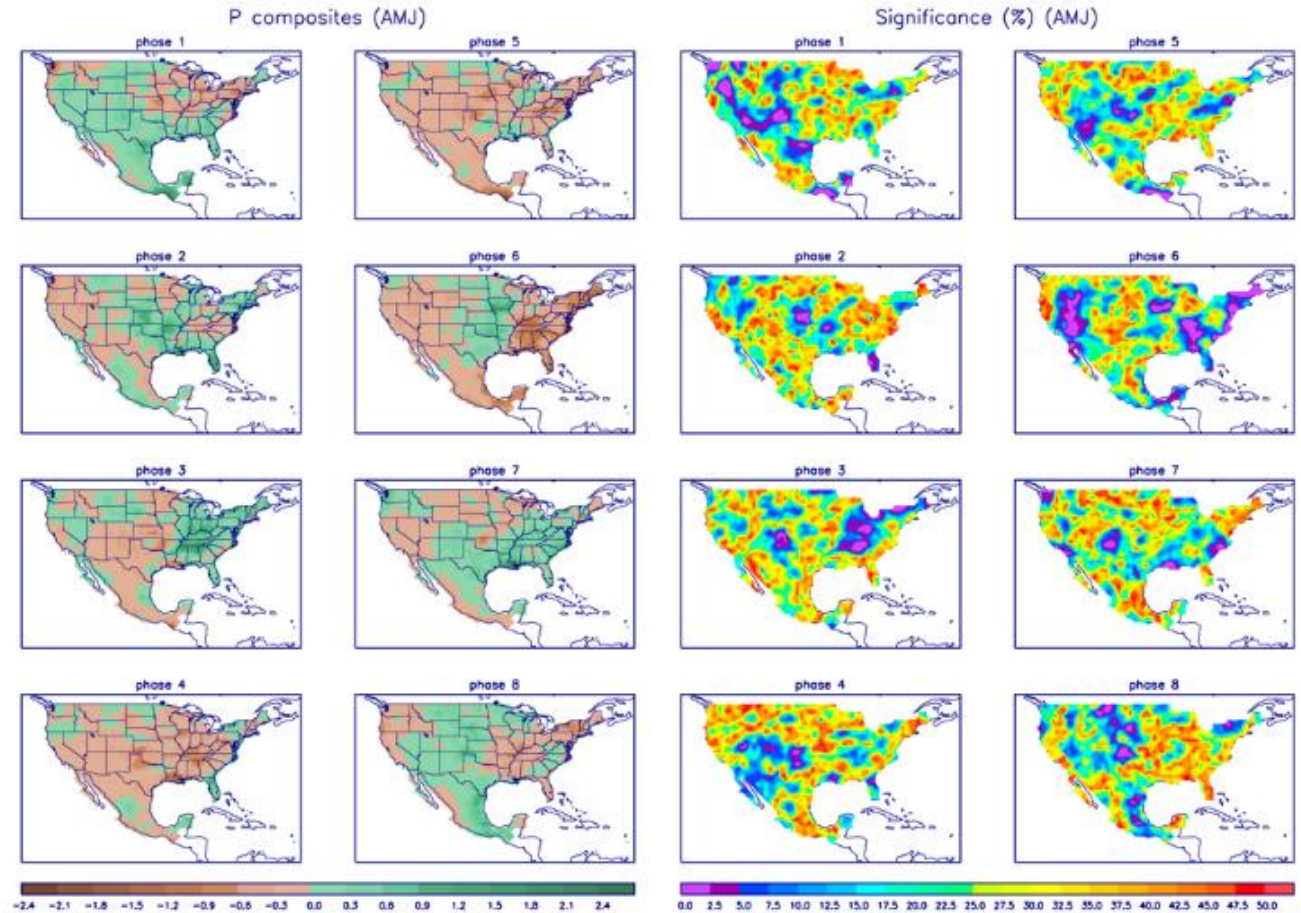 P composites (AMJ)
Significance (%) (AMJ)
phase 1
phase 5
phase 1
phase 5
phase 2
phase 6
phase 2
phase 6
phase 3
phase 7
phase 3
phase 7
phase 4
phase 8
phase 4
phase 8
−2.4 −2.1 −1.8 −1.5 −1.2 −0.9 −0.6 −0.3 0.0 0.3 0.6 0.9 1.2 1.5 1.8 2.1 2.4
0.0 2.5 5.0 7.5 10.0 12.5 15.0 17.5 20.0 22.5 25.0 27.5 30.0 32.5 35.0 37.5 40.0 42.5 45.0 47.5 50.0